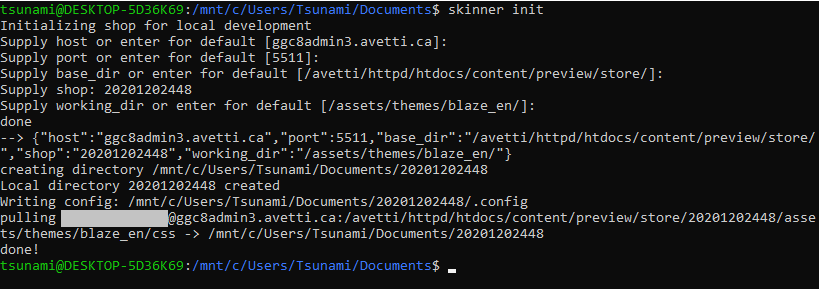 tsunami@DESKTOP-5D36K69:/mnt/c/Users/Tsunami/Documents$ skinner init
Initializing shop for local development
Supply host or enter for default [ggc8admin3.avetti.ca]:
Supply port or enter for default [5511]:
Supply base_dir or enter for default [/avetti/httpd/htdocs/content/preview/store/]:
Supply shop: 20201202448
Supply working_dir or enter for default [/assets/themes/blaze_en/]:
done
--> {"host":"ggc8admin3.avetti.ca","port":5511,"base_dir":"/avetti/httpd/htdocs/content/preview/store/
","shop":"20201202448","working_dir":"/assets/themes/blaze_en/"}
creating directory /mnt/c/Users/Tsunami/Documents/20201202448
Local directory 20201202448 created
Writing config: /mnt/c/Users/Tsunami/Documents/20201202448/.config
pulling @ggc8admin3.avetti.ca:/avetti/httpd/htdocs/content/preview/store/20201202448/asse
ts/themes/blaze_en/css -> /mnt/c/Users/Tsunami/Documents/20201202448
done!
tsunami@DESKTOP-5D36K69:/mnt/c/Users/Tsunami/Documents$